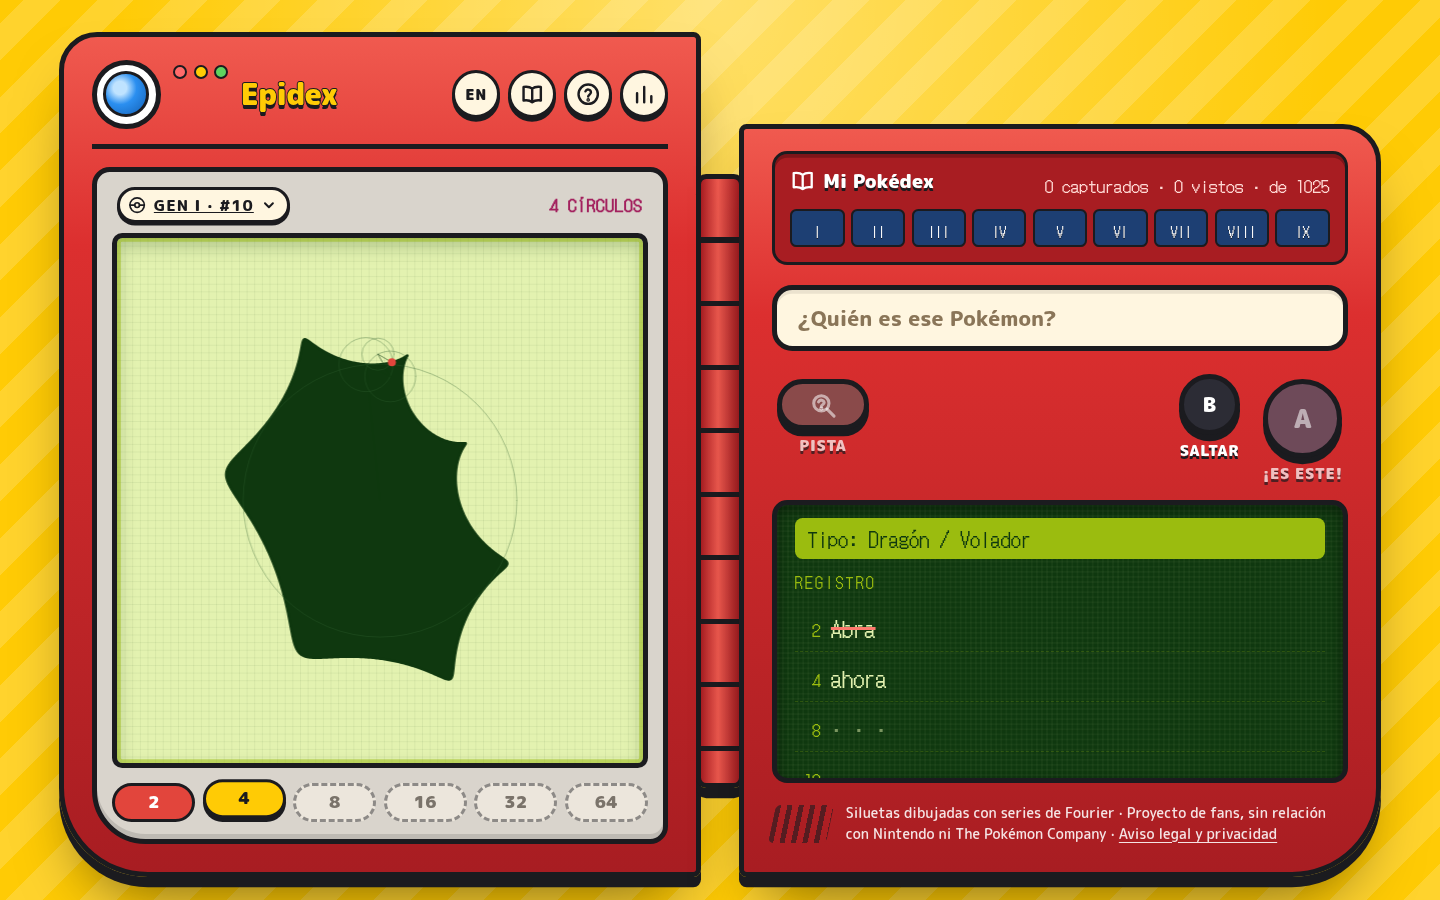 Epidex
EN
GEN I · #10
4 CÍRCULOS
2
4
8
16
32
64
Mi Pokédex
0 capturados · 0 vistos · de 1025
I
II
III
IV
V
VI
VII
VIII
IX
¿Quién es ese Pokémon?
PISTA
B
SALTAR
A
¡ES ESTE!
Tipo: Dragón / Volador
REGISTRO
2 Abra
4 ahora
8 · · ·
Siluetas dibujadas con series de Fourier · Proyecto de fans, sin relación
con Nintendo ni The Pokémon Company · Aviso legal y privacidad